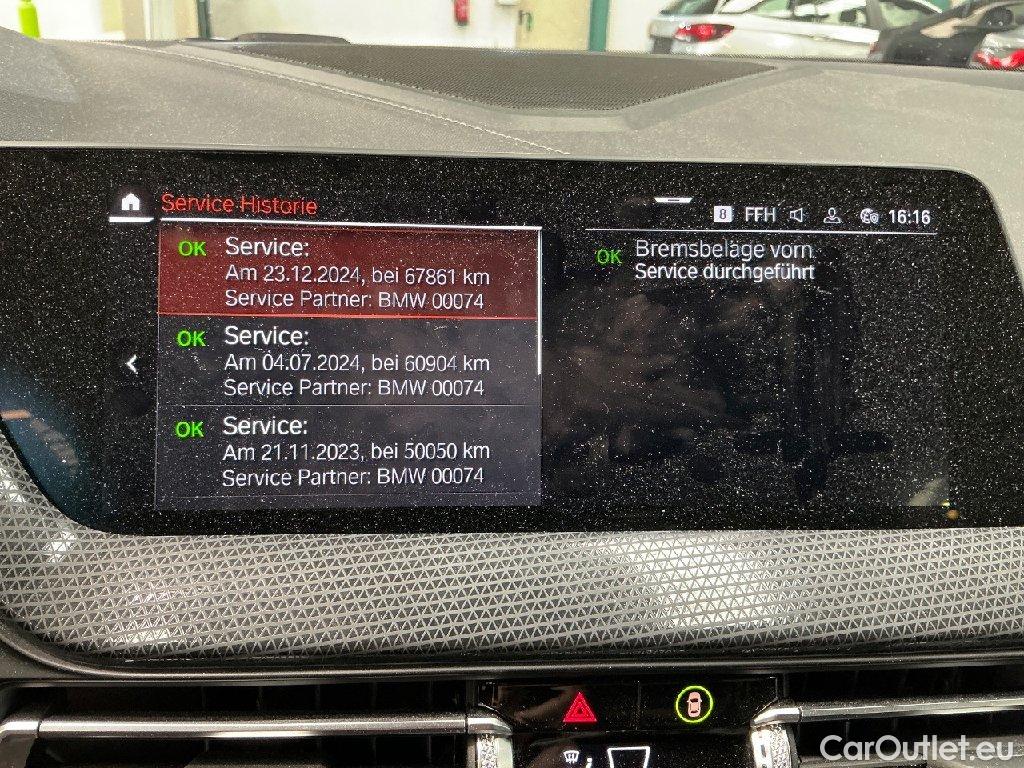 Service Historie
8 FFH 16:16
OK Service:
Am 23.12.2024, bei 67861 km
Service Partner: BMW 00074
OK Service:
Am 04.07.2024, bei 60904 km
Service Partner: BMW 00074
OK Service:
Am 21.11.2023, bei 50050 km
Service Partner: BMW 00074
OK Bremsbeläge vorn
Service durchgeführt
CarOutlet.eu